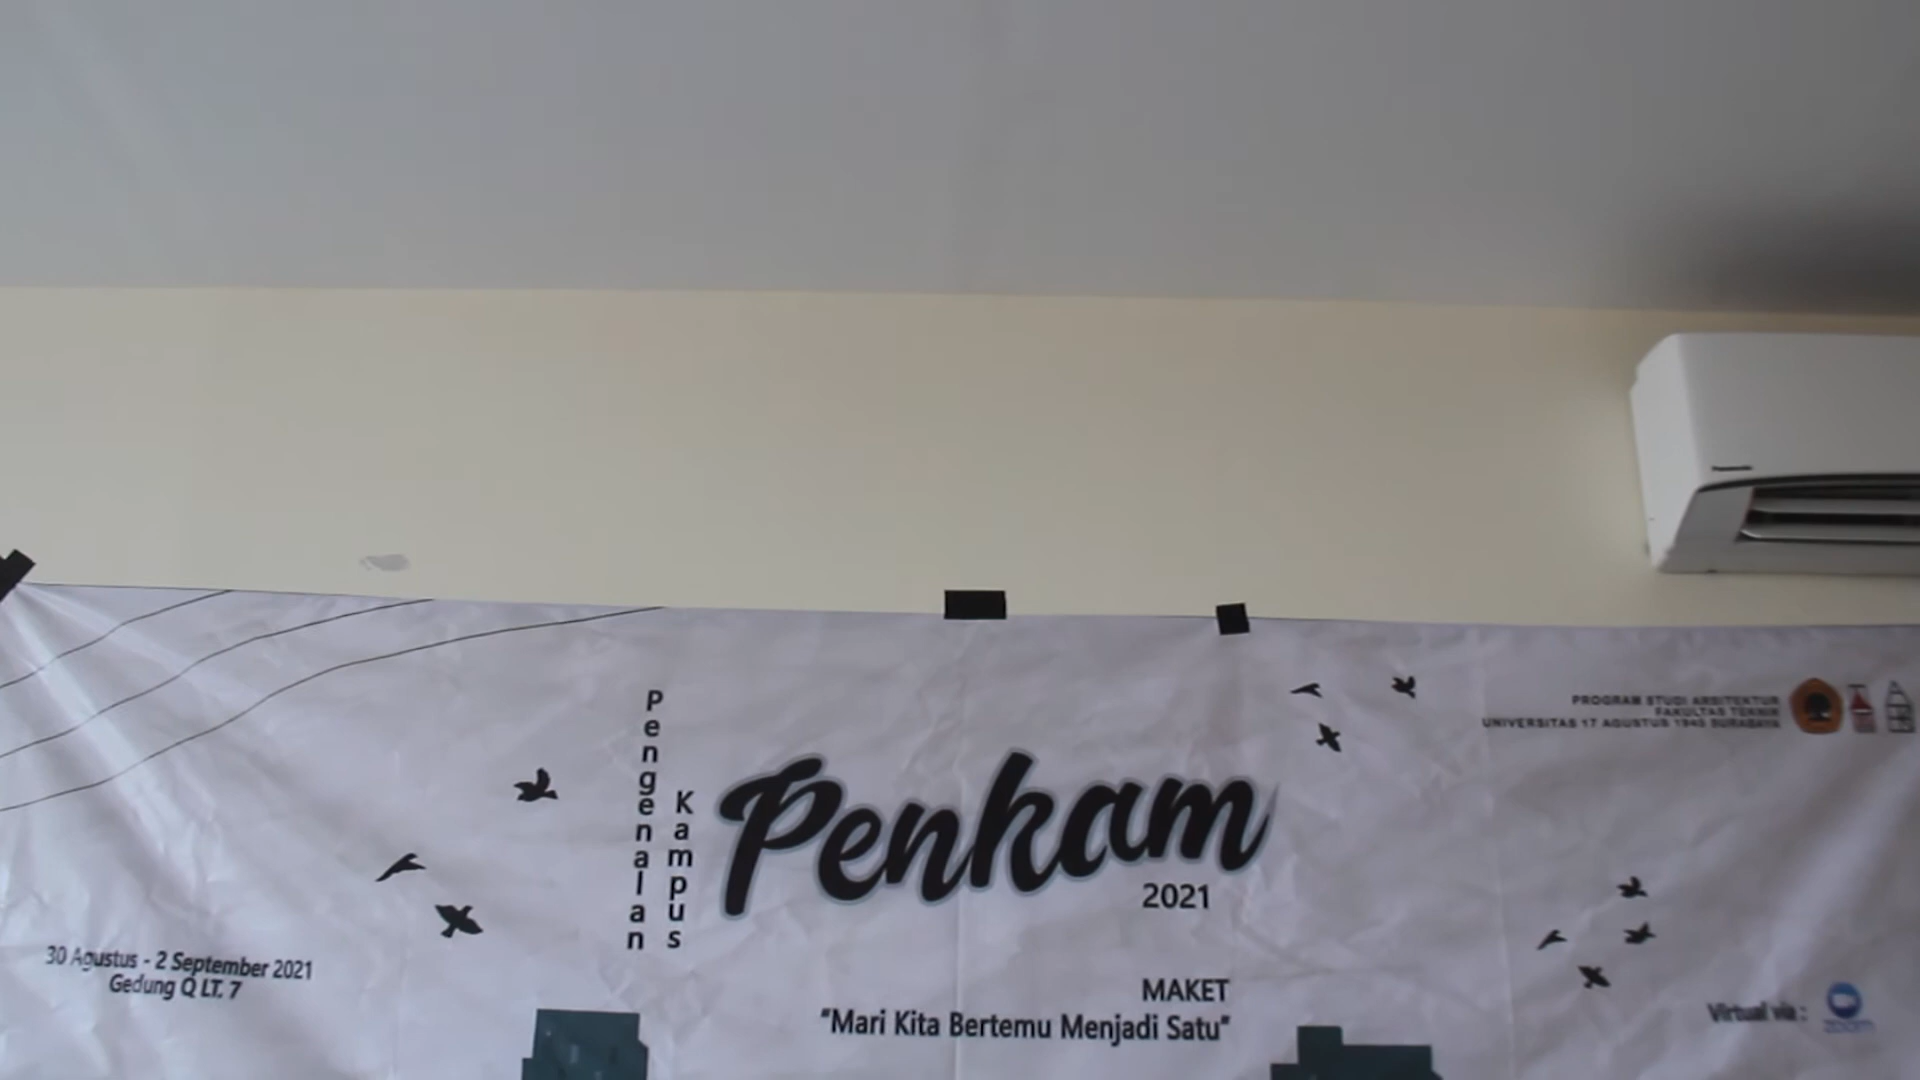 PROGRAM STUDI ARSITEKTUR
FAKULTAS TEKNIK
UNIVERSITAS 17 AGUSTUS 1945 SURABAYA
Pengenalan
Kampus
Penkam
2021
30 Agustus - 2 September 2021
Gedung Q LT. 7
MAKET
"Mari Kita Bertemu Menjadi Satu"
Virtual via :
zoom